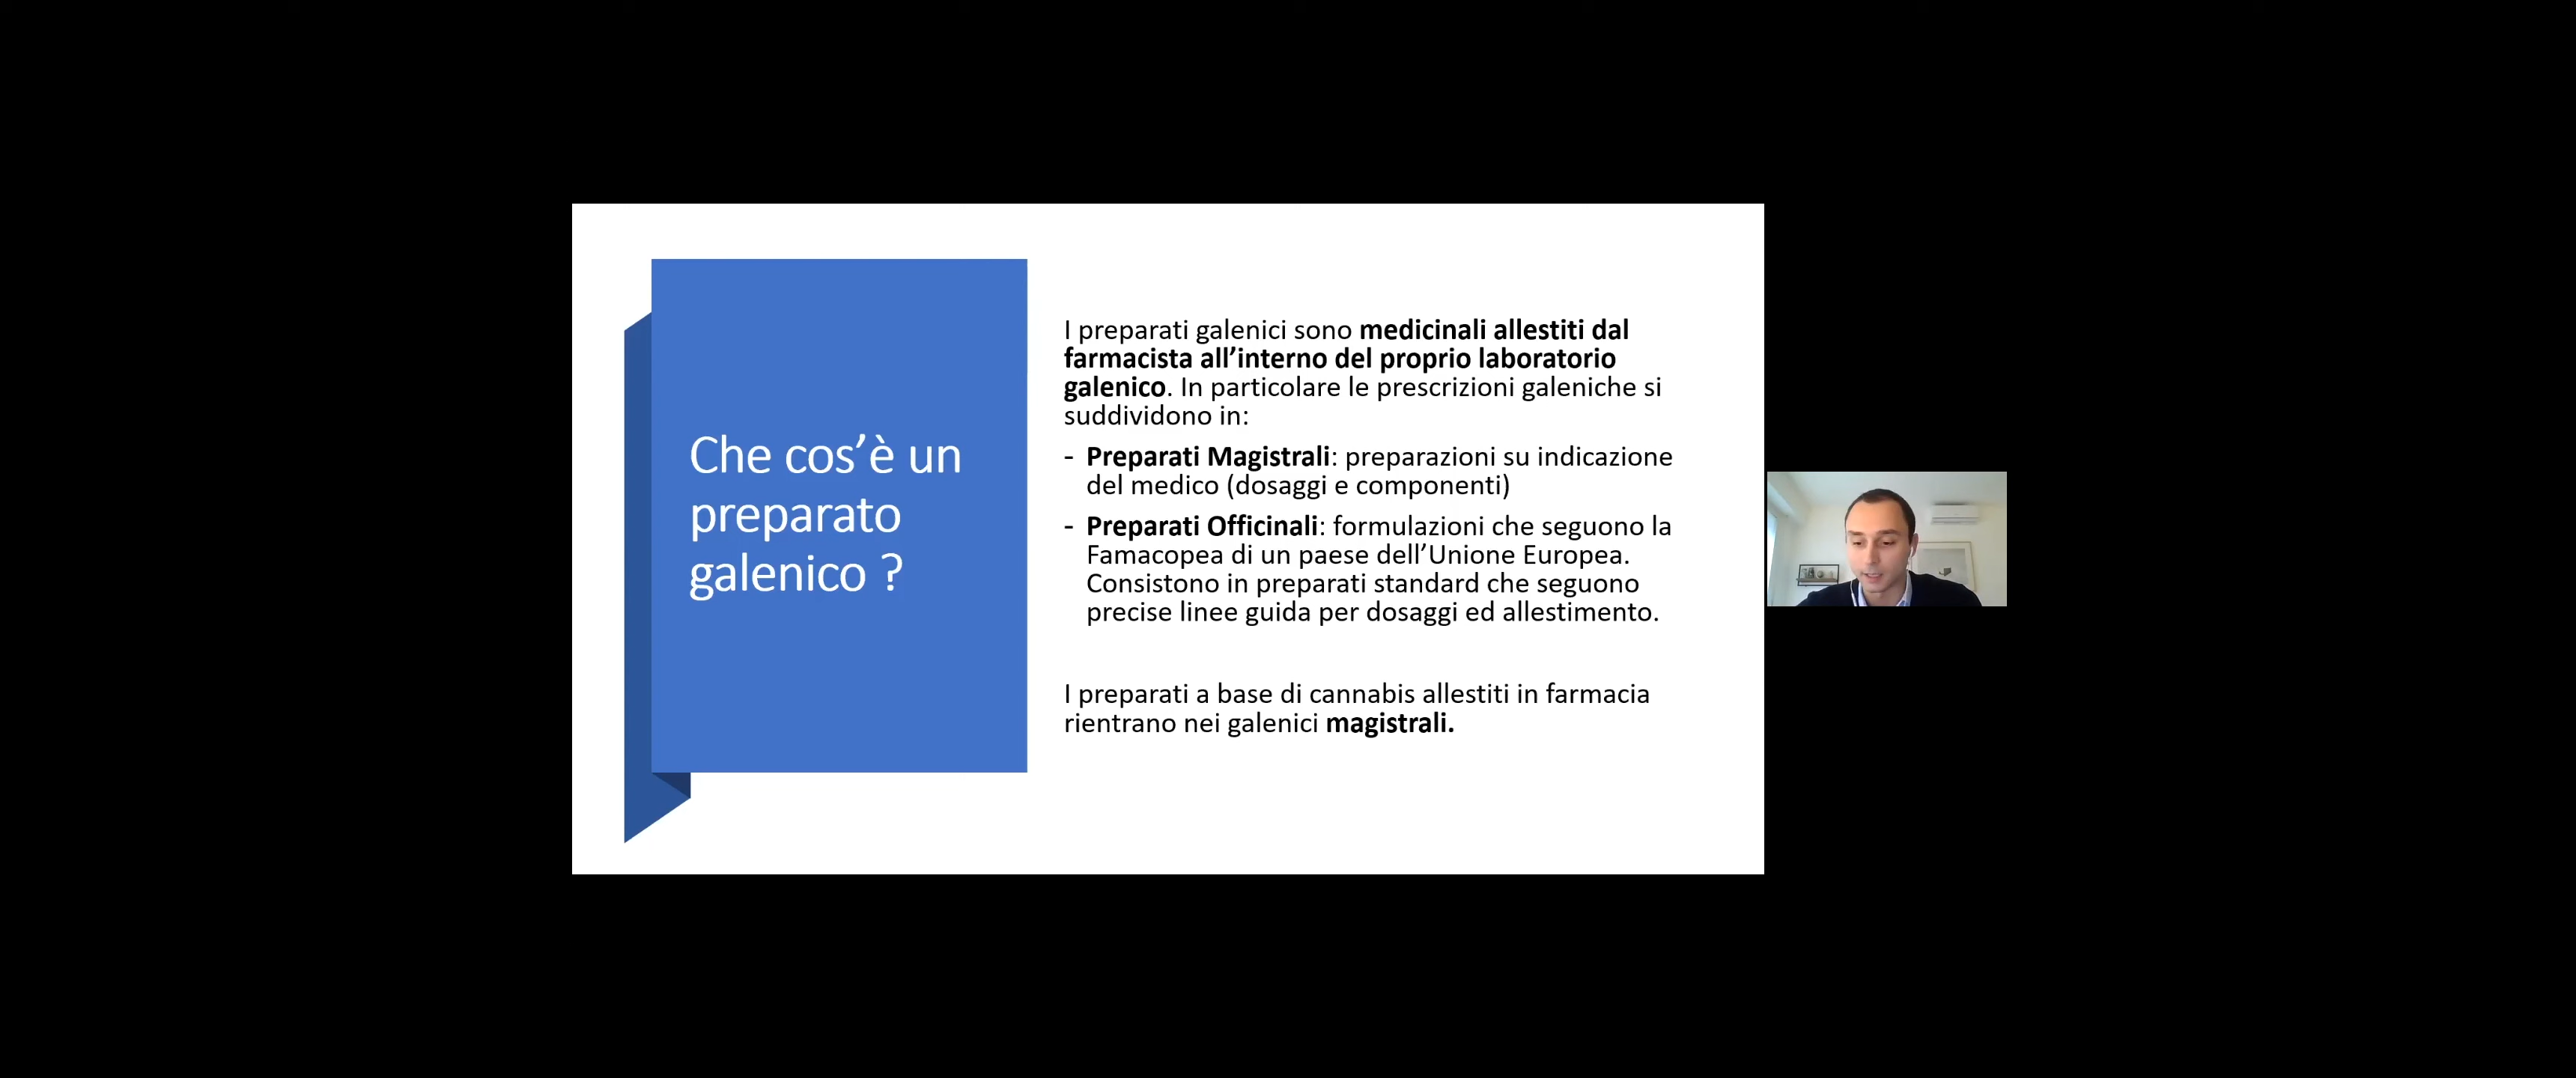 Che cos’è un
preparato
galenico ?
I preparati galenici sono medicinali allestiti dal
farmacista all’interno del proprio laboratorio
galenico. In particolare le prescrizioni galeniche si
suddividono in:
- Preparati Magistrali: preparazioni su indicazione
del medico (dosaggi e componenti)
- Preparati Officinali: formulazioni che seguono la
Famacopea di un paese dell’Unione Europea.
Consistono in preparati standard che seguono
precise linee guida per dosaggi ed allestimento.
I preparati a base di cannabis allestiti in farmacia
rientrano nei galenici magistrali.